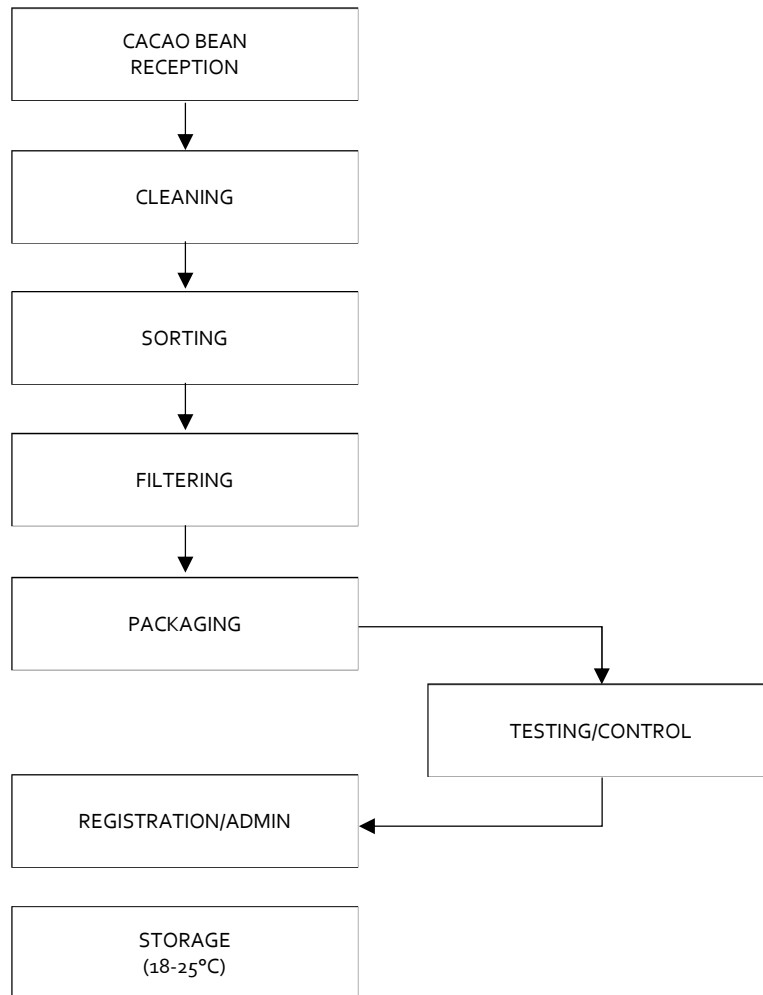 CACAO BEAN
RECEPTION
CLEANING
SORTING
FILTERING
PACKAGING
TESTING/CONTROL
REGISTRATION/ADMIN
STORAGE
(18-25°C)